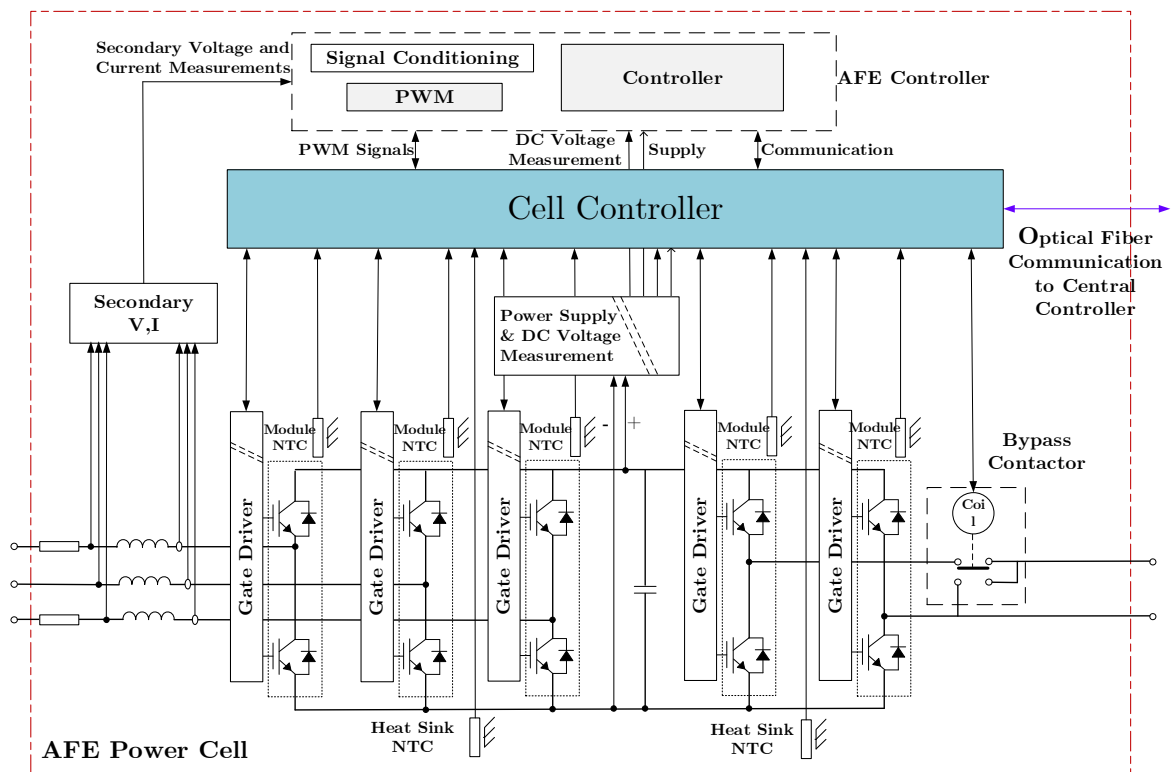 Secondary Voltage and
Current Measurements
Signal Conditioning
PWM
Controller
AFE Controller
PWM Signals
DC Voltage
Measurement
Supply
Communication
Cell Controller
Optical Fiber
Communication
to Central
Controller
Secondary
V,I
Power Supply
& DC Voltage
Measurement
Module
NTC
Module
NTC
Module
NTC
- +
Module
NTC
Module
NTC
Bypass
Contactor
Coi
l
Gate Driver
Gate Driver
Gate Driver
Gate Driver
Gate Driver
Heat Sink
NTC
Heat Sink
NTC
AFE Power Cell